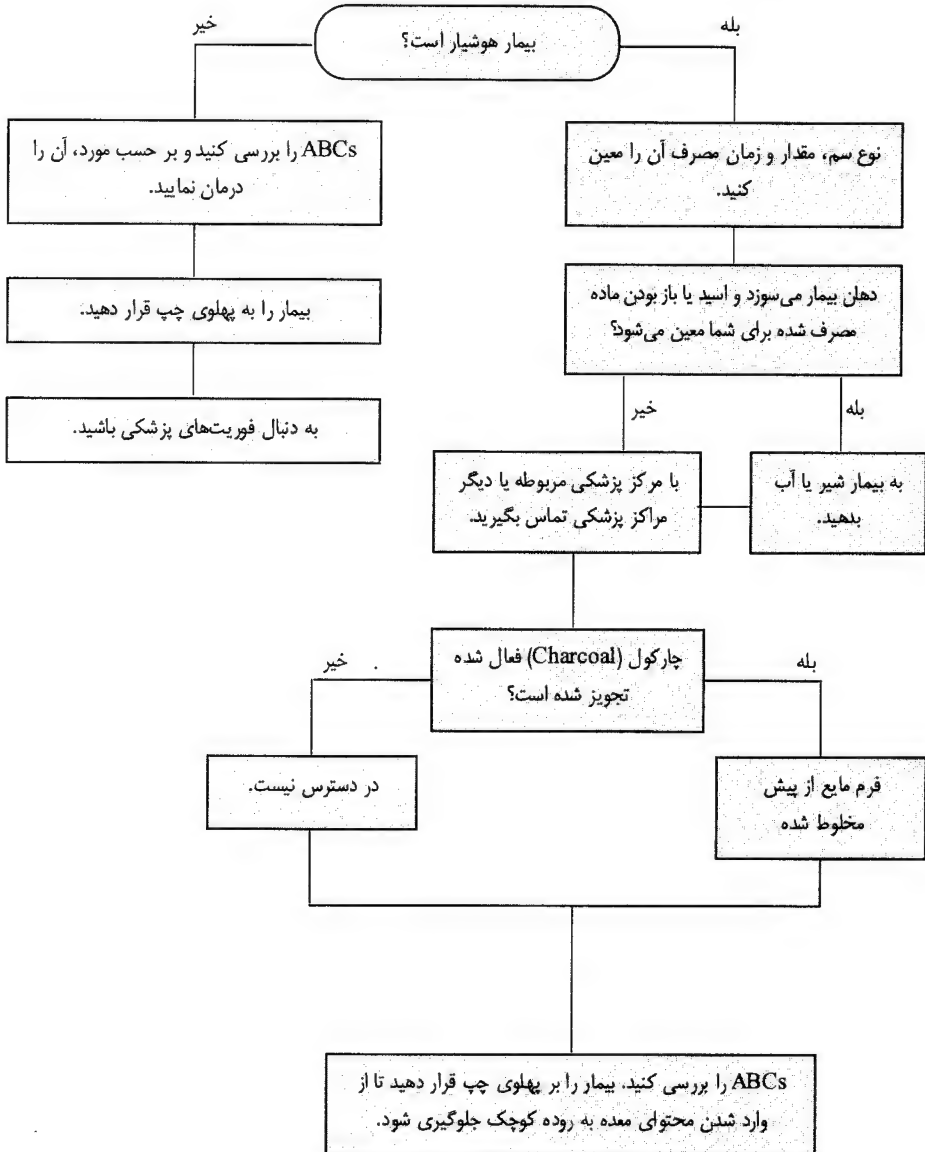 بیمار هوشیار است؟
بله
خیر
نوع سم، مقدار و زمان مصرف آن را معین
کنید.
ABCs را بررسی کنید و بر حسب مورد، آن را
درمان نمایید.
دهان بیمار می‌سوزد و اسید یا باز بودن ماده
مصرف شده برای شما معین می‌شود؟
بیمار را به پهلوی چپ قرار دهید.
به دنبال فوریت‌های پزشکی باشید.
بله
خیر
به بیمار شیر یا آب
بدهید.
با مرکز پزشکی مربوطه یا دیگر
مراکز پزشکی تماس بگیرید.
چارکول (Charcoal) فعال شده
تجویز شده است؟
بله
خیر
فرم مایع از پیش
مخلوط شده
در دسترس نیست.
ABCs را بررسی کنید. بیمار را بر پهلوی چپ قرار دهید تا از
وارد شدن محتوای معده به روده کوچک جلوگیری شود.